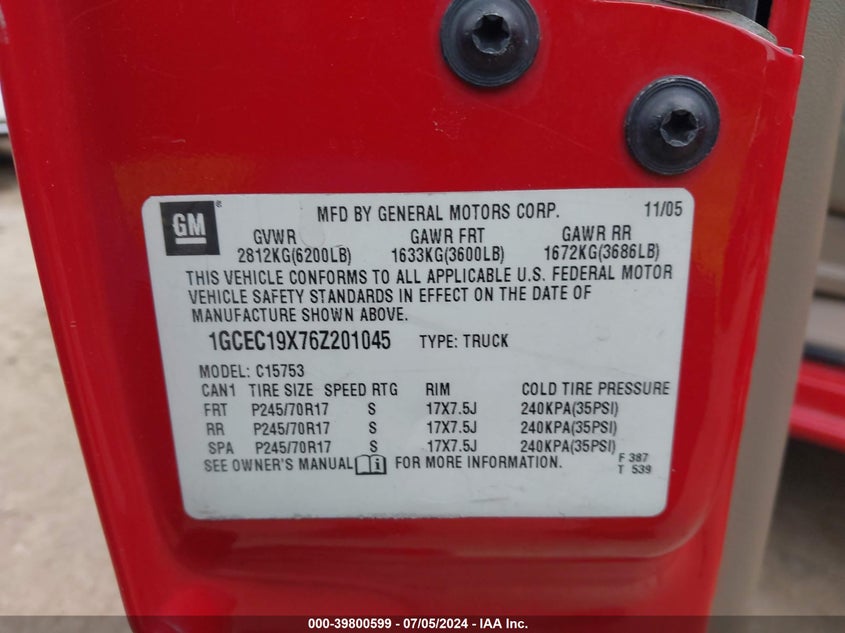 GM ® MFD BY GENERAL MOTORS CORP. 11/05
GVWR GAWR FRT GAWR RR
2812KG(6200LB) 1633KG(3600LB) 1672KG(3686LB)
THIS VEHICLE CONFORMS TO ALL APPLICABLE U.S. FEDERAL MOTOR
VEHICLE SAFETY STANDARDS IN EFFECT ON THE DATE OF
MANUFACTURE SHOWN ABOVE.
1GCEC19X76Z201045 TYPE: TRUCK
MODEL: C15753
CAN1 TIRE SIZE SPEED RTG RIM COLD TIRE PRESSURE
FRT P245/70R17 S 17X7.5J 240KPA(35PSI)
RR P245/70R17 S 17X7.5J 240KPA(35PSI)
SPA P245/70R17 S 17X7.5J 240KPA(35PSI)
SEE OWNER'S MANUAL FOR MORE INFORMATION.
F 387
T 539
000-39800599 - 07/05/2024 - IAA Inc.